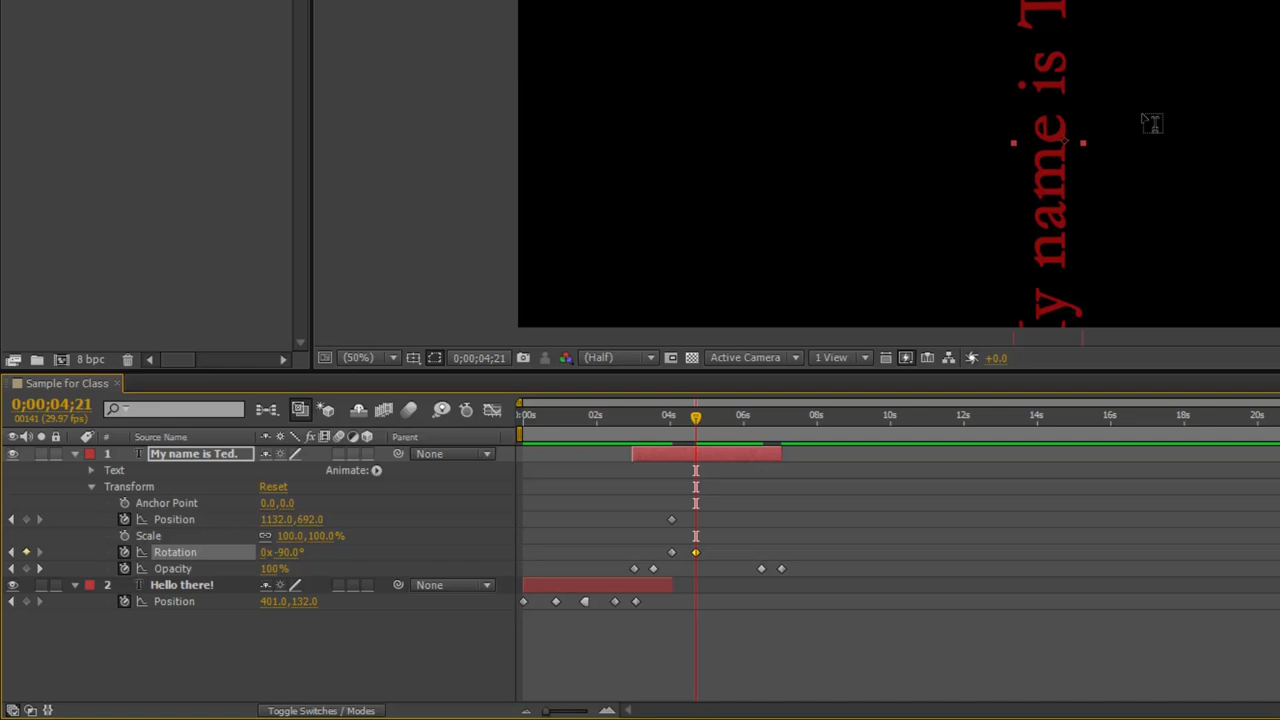 y name is T
8 bpc
(50%)
0;00;04;21
(Half)
Active Camera
1 View
+0.0
Sample for Class
0;00;04;21
00141 (29.97 fps)
#
Source Name
fx
Parent
0:00s
02s
04s
06s
08s
10s
12s
14s
16s
18s
20s
1
T
My name is Ted.
None
Text
Animate:
Transform
Reset
Anchor Point
0.0,0.0
Position
1132.0,692.0
Scale
100.0,100.0%
Rotation
0x-90.0°
Opacity
100%
2
T
Hello there!
None
Position
401.0,132.0
Toggle Switches / Modes